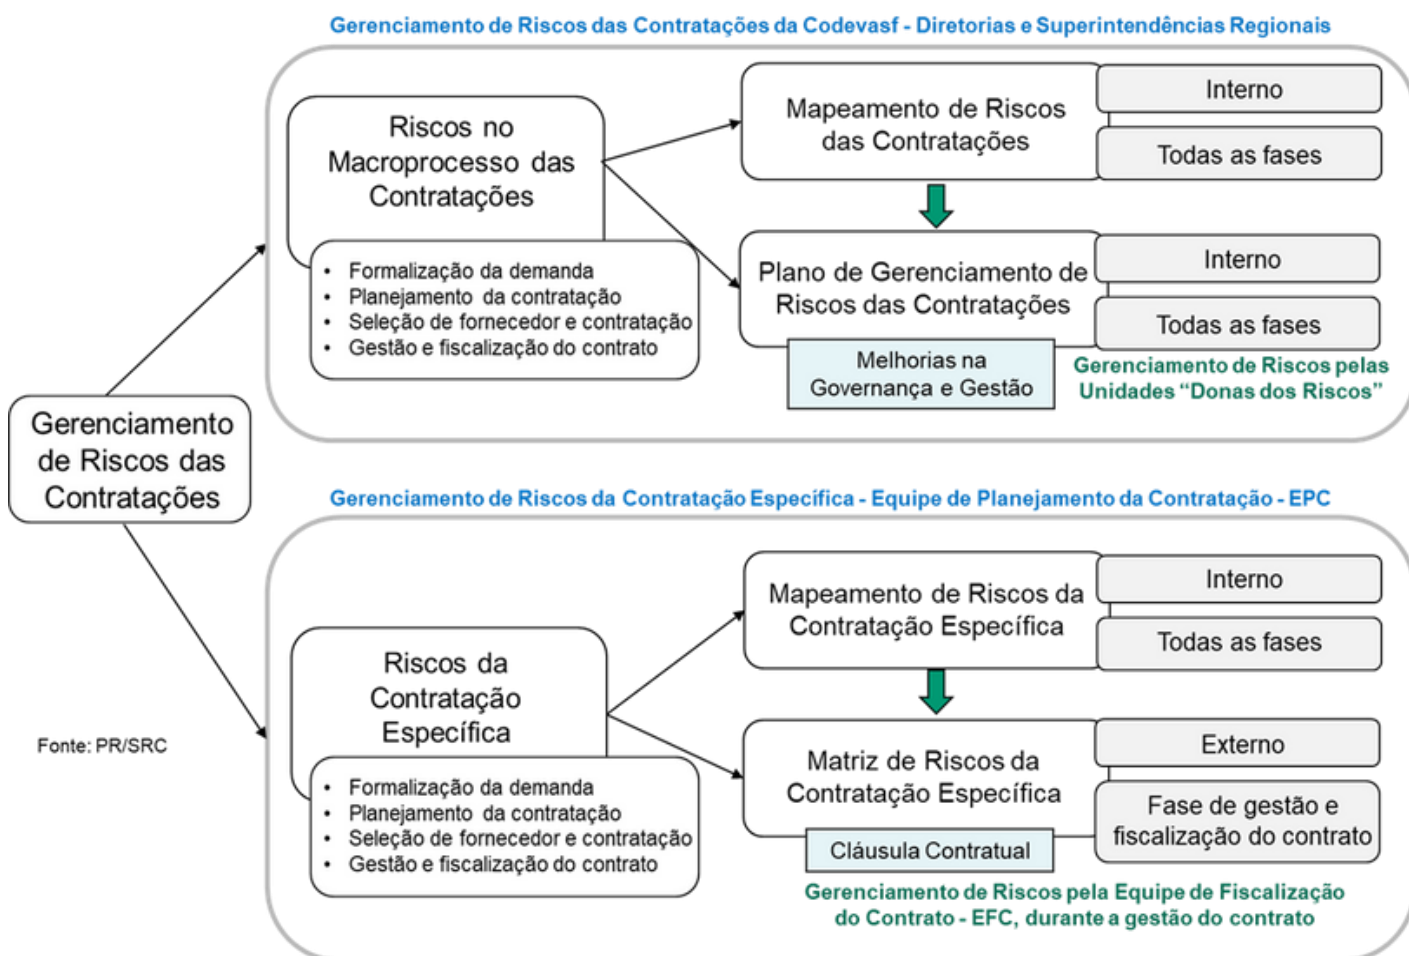 Gerenciamento de Riscos das Contratações da Codevasf - Diretorias e Superintendências Regionais
Riscos no
Macroprocesso das
Contratações
• Formalização da demanda
• Planejamento da contratação
• Seleção de fornecedor e contratação
• Gestão e fiscalização do contrato
Mapeamento de Riscos
das Contratações
Interno
Todas as fases
Plano de Gerenciamento de
Riscos das Contratações
Interno
Todas as fases
Melhorias na
Governança e Gestão
Gerenciamento de Riscos pelas
Unidades “Donas dos Riscos”
Gerenciamento
de Riscos das
Contratações
Gerenciamento de Riscos da Contratação Específica - Equipe de Planejamento da Contratação - EPC
Riscos da
Contratação
Específica
• Formalização da demanda
• Planejamento da contratação
• Seleção de fornecedor e contratação
• Gestão e fiscalização do contrato
Mapeamento de Riscos da
Contratação Específica
Interno
Todas as fases
Matriz de Riscos da
Contratação Específica
Externo
Fase de gestão e
fiscalização do contrato
Cláusula Contratual
Gerenciamento de Riscos pela Equipe de Fiscalização
do Contrato - EFC, durante a gestão do contrato
Fonte: PR/SRC